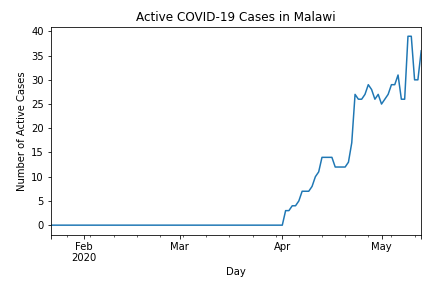 Active COVID-19 Cases in Malawi
40
35
30
25
20
15
10
5
0
Number of Active Cases
Feb
2020
Mar
Apr
May
Day